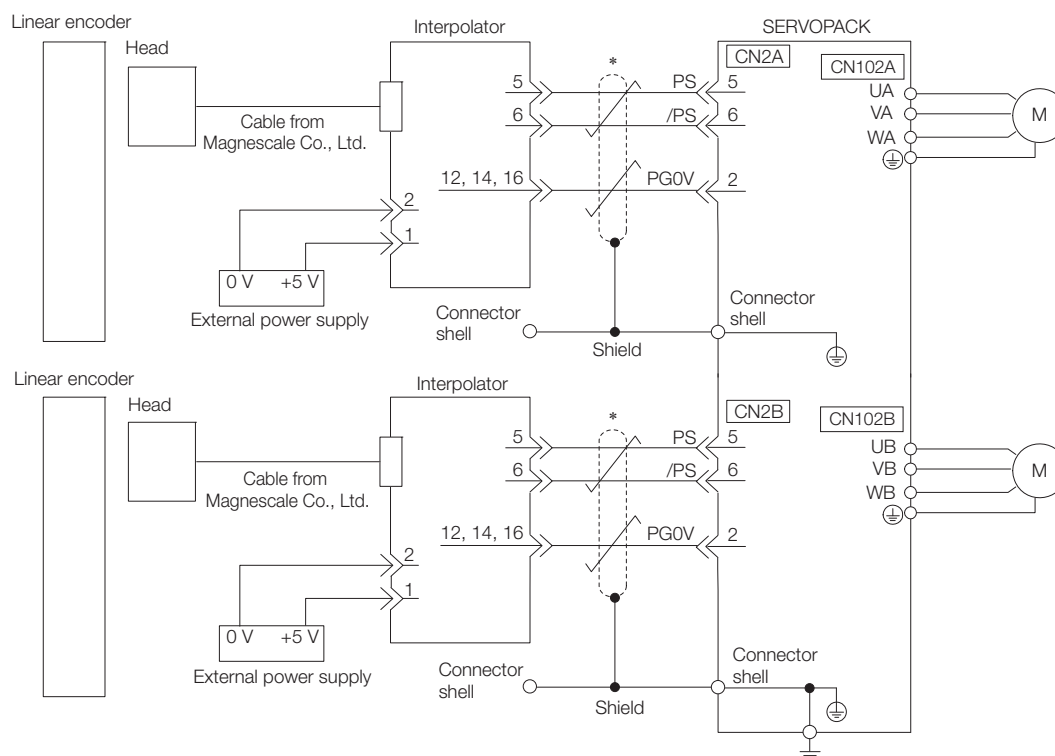 Linear encoder
Head
Interpolator
SERVOPACK
*
CN2A
CN102A
5
PS
5
6
/PS
6
12, 14, 16
PG0V
2
UA
VA
WA
M
Cable from
Magnescale Co., Ltd.
2
1
0 V +5 V
External power supply
Connector
shell
Shield
Connector
shell
Linear encoder
Head
Interpolator
*
CN2B
CN102B
5
PS
5
6
/PS
6
12, 14, 16
PG0V
2
UB
VB
WB
M
Cable from
Magnescale Co., Ltd.
2
1
0 V +5 V
External power supply
Connector
shell
Shield
Connector
shell